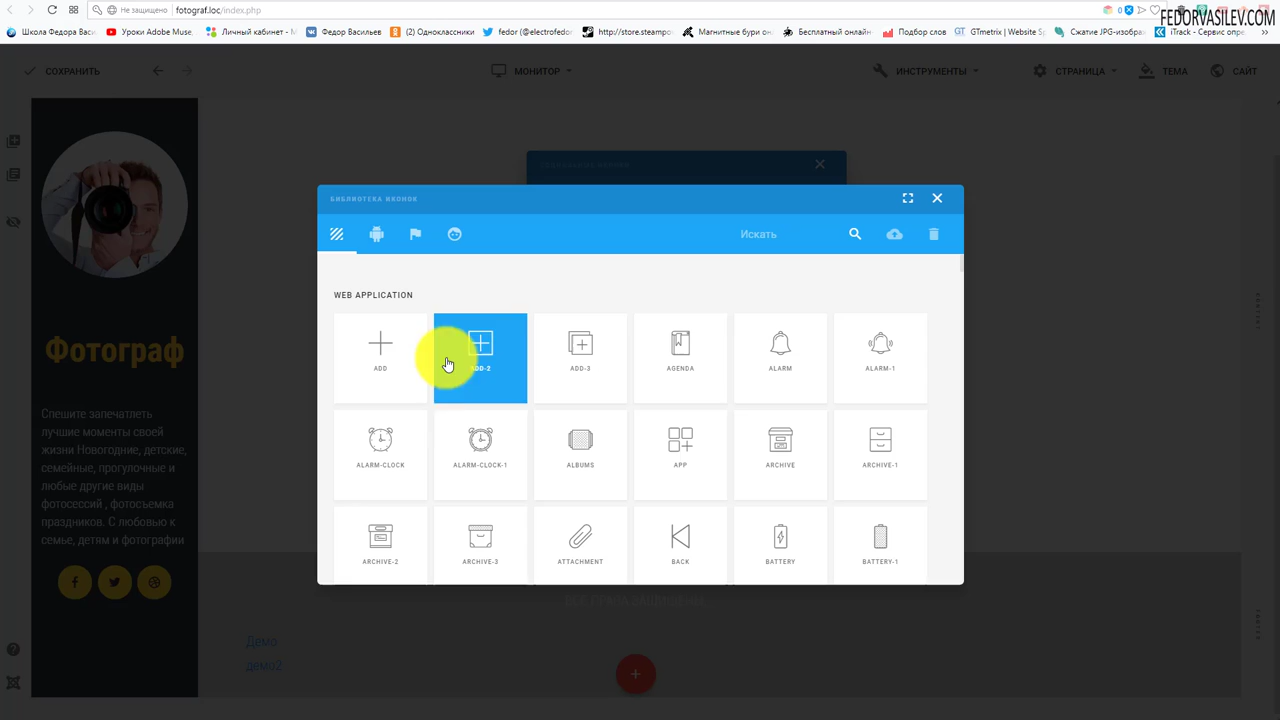 Не защищено fotograf.loc/index.php 0
FEDORVASILEV.COM
Школа Федора Васи Уроки Adobe Muse, Личный кабинет - М Федор Васильев (2) Одноклассники fedor (@electrofedor http://store.steampo Магнитные бури он Бесплатный онлайн- Подбор слов GTmetrix | Website Sp Сжатие JPG-изобра iTrack - Сервис опре
СОХРАНИТЬ МОНИТОР ИНСТРУМЕНТЫ СТРАНИЦА ТЕМА САЙТ
БИБЛИОТЕКА ИКОНОК
Искать
WEB APPLICATION
ADD ADD-2 ADD-3 AGENDA ALARM ALARM-1
ALARM-CLOCK ALARM-CLOCK-1 ALBUMS APP ARCHIVE ARCHIVE-1
ARCHIVE-2 ARCHIVE-3 ATTACHMENT BACK BATTERY BATTERY-1
Фотограф
Спешите запечатлеть
лучшие моменты своей
жизни Новогодние, детские,
семейные, прогулочные и
любые другие виды
фотосессий , фотосъемка
праздников. С любовью к
семье, детям и фотографии
Демо
демо2